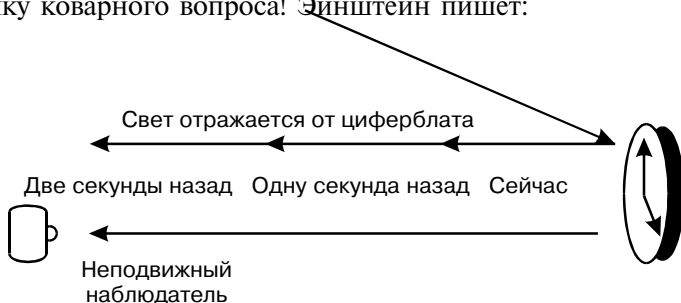 ку коварного вопроса! Эйнштейн пишет:
Свет отражается от циферблата
Две секунды назад Одну секунда назад Сейчас
Неподвижный
наблюдатель